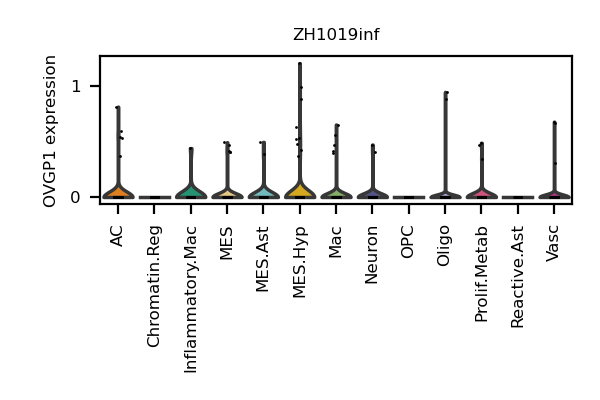 ZH1019inf
OVGP1 expression
1
0
AC
Chromatin.Reg
Inflammatory.Mac
MES
MES.Ast
MES.Hyp
Mac
Neuron
OPC
Oligo
Prolif.Metab
Reactive.Ast
Vasc